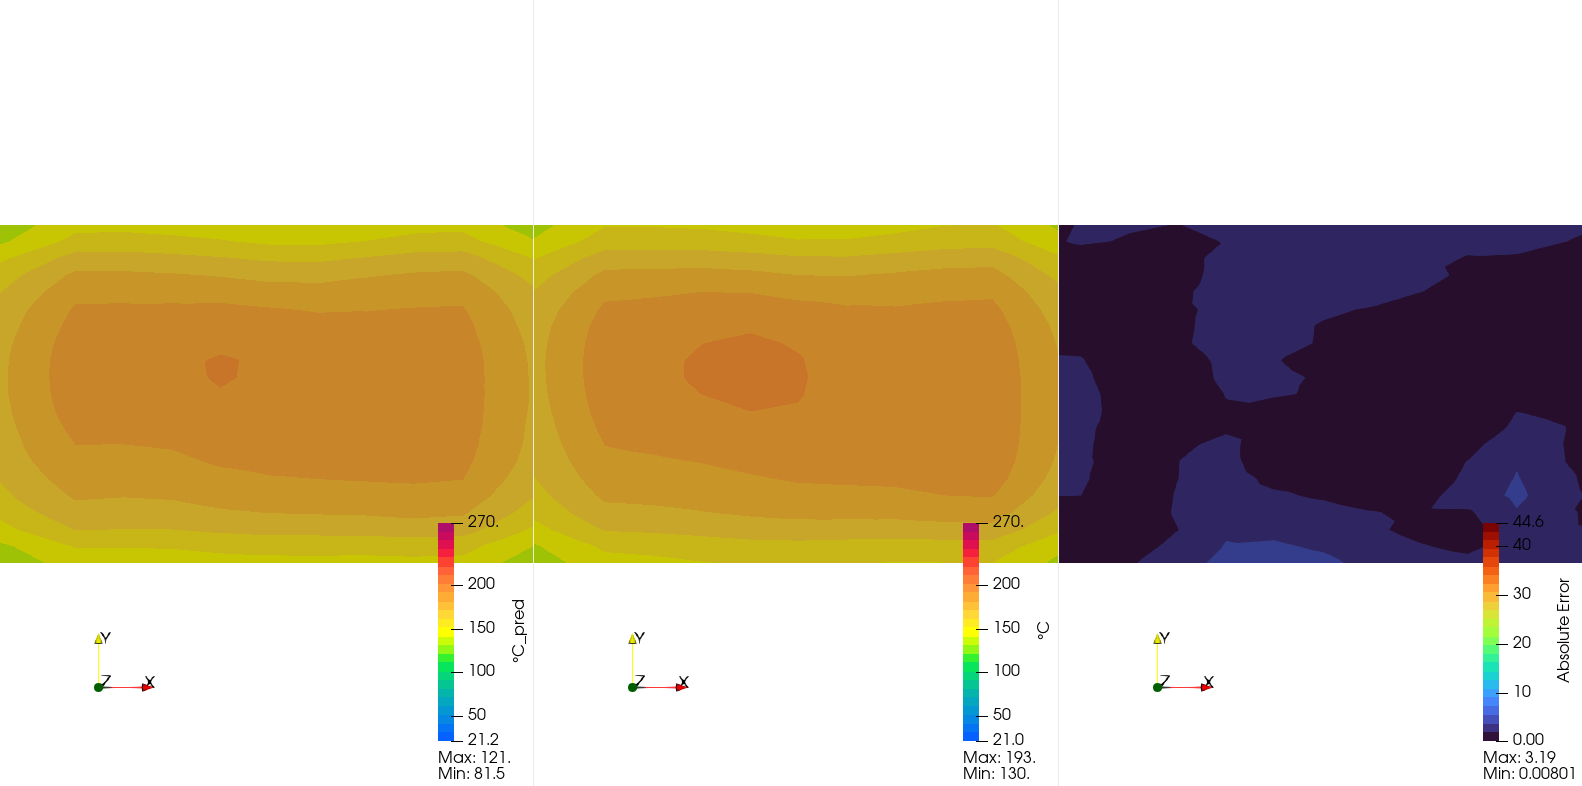 270.
200
150
100
50
21.2
°C_pred
Max: 121.
Min: 81.5
Y
Z
X
270.
200
150
100
50
21.0
°C
Max: 193.
Min: 130.
Y
Z
X
44.6
40
30
20
10
0.00
Absolute Error
Max: 3.19
Min: 0.00801
Y
Z
X